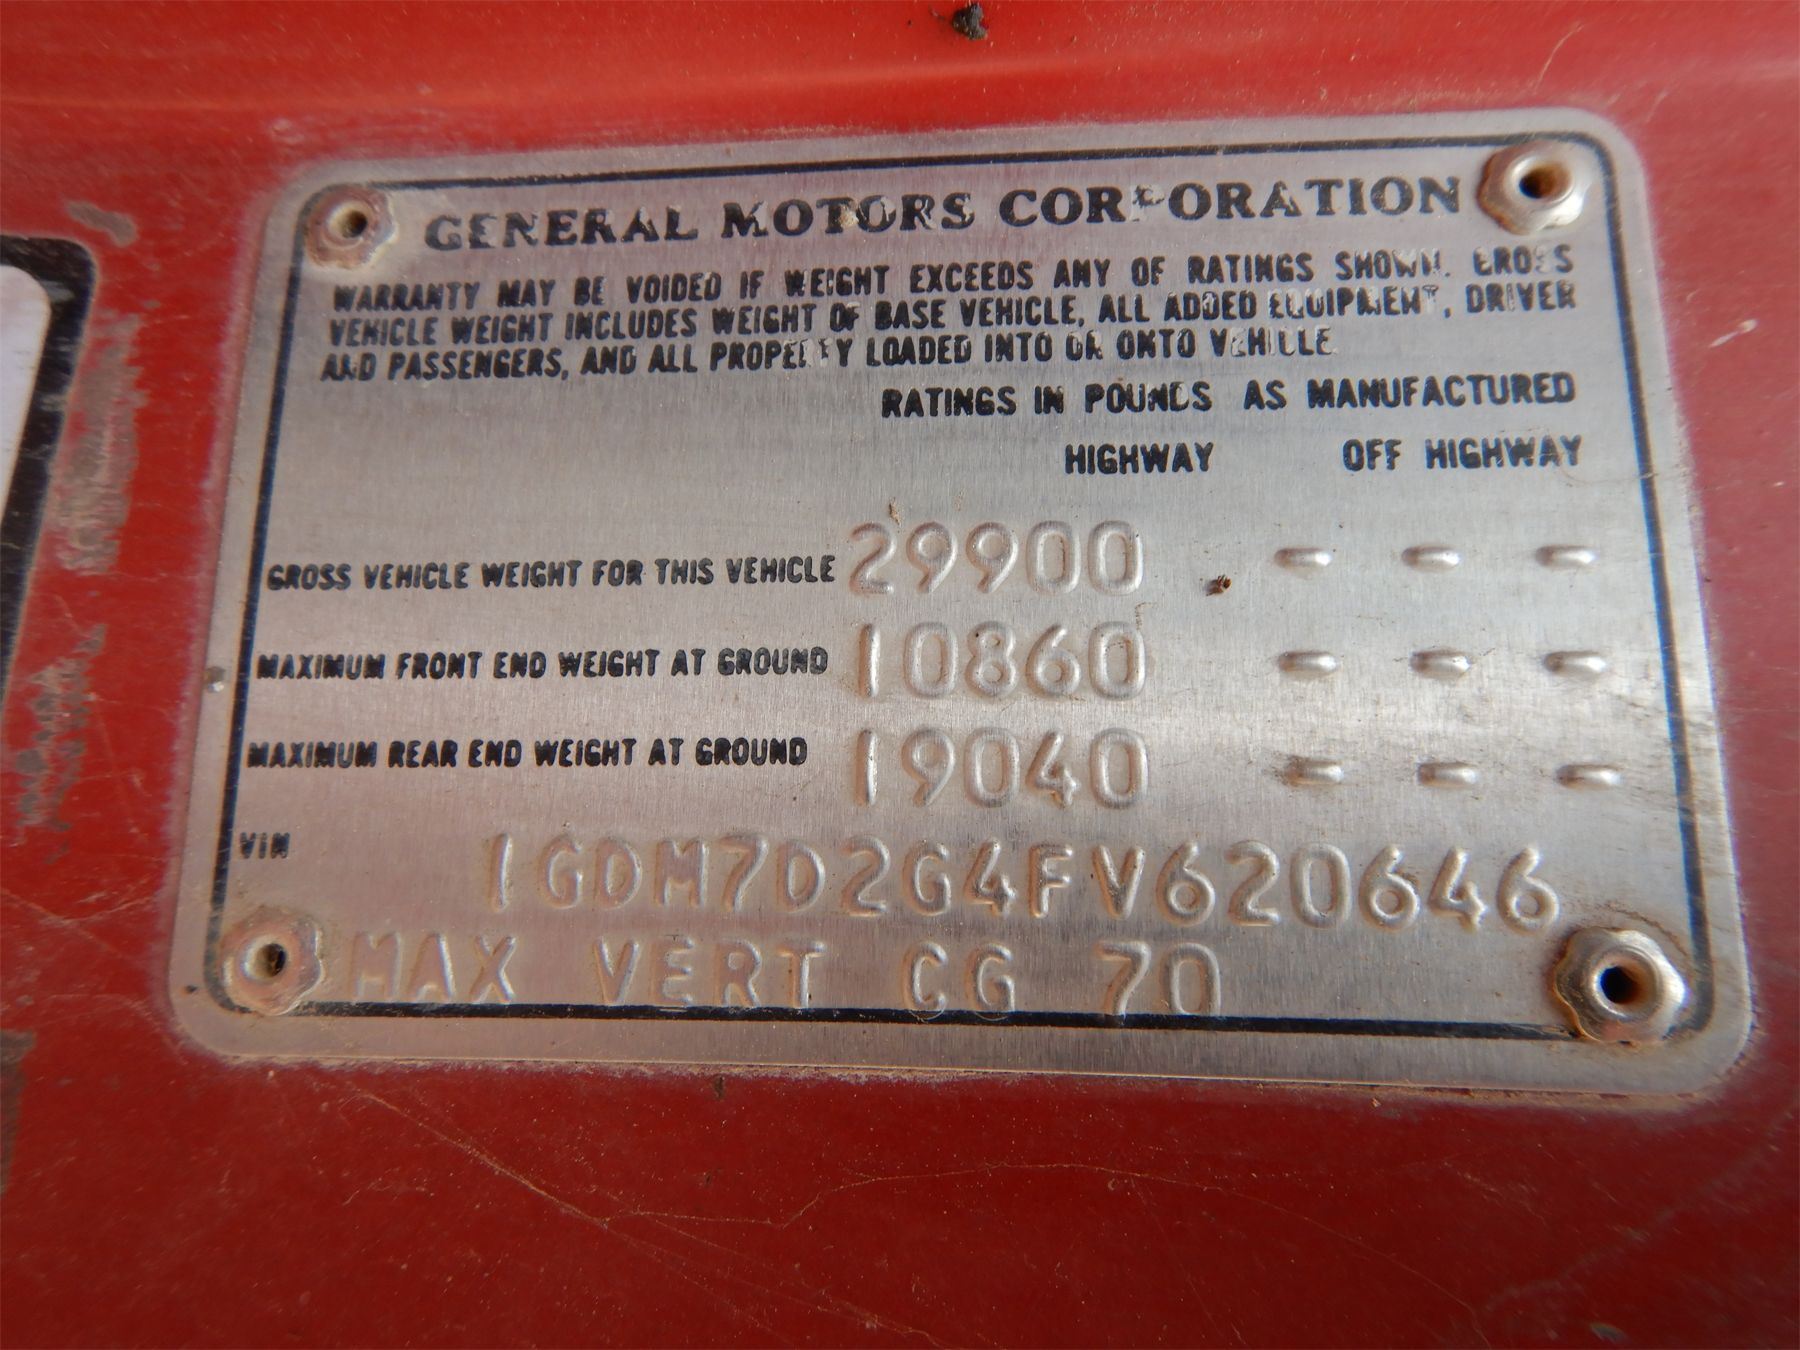 GENERAL MOTORS CORPORATION
WARRANTY MAY BE VOIDED IF WEIGHT EXCEEDS ANY OF RATINGS SHOWN. GROSS
VEHICLE WEIGHT INCLUDES WEIGHT OF BASE VEHICLE, ALL ADDED EQUIPMENT, DRIVER
AND PASSENGERS, AND ALL PROPERTY LOADED INTO OR ONTO VEHICLE
RATINGS IN POUNDS AS MANUFACTURED
HIGHWAY OFF HIGHWAY
GROSS VEHICLE WEIGHT FOR THIS VEHICLE 29900 - - -
MAXIMUM FRONT END WEIGHT AT GROUND 10860 - - -
MAXIMUM REAR END WEIGHT AT GROUND 19040 - - -
VIN 1GDM7D2G4FV620646
MAX VERT CG 70